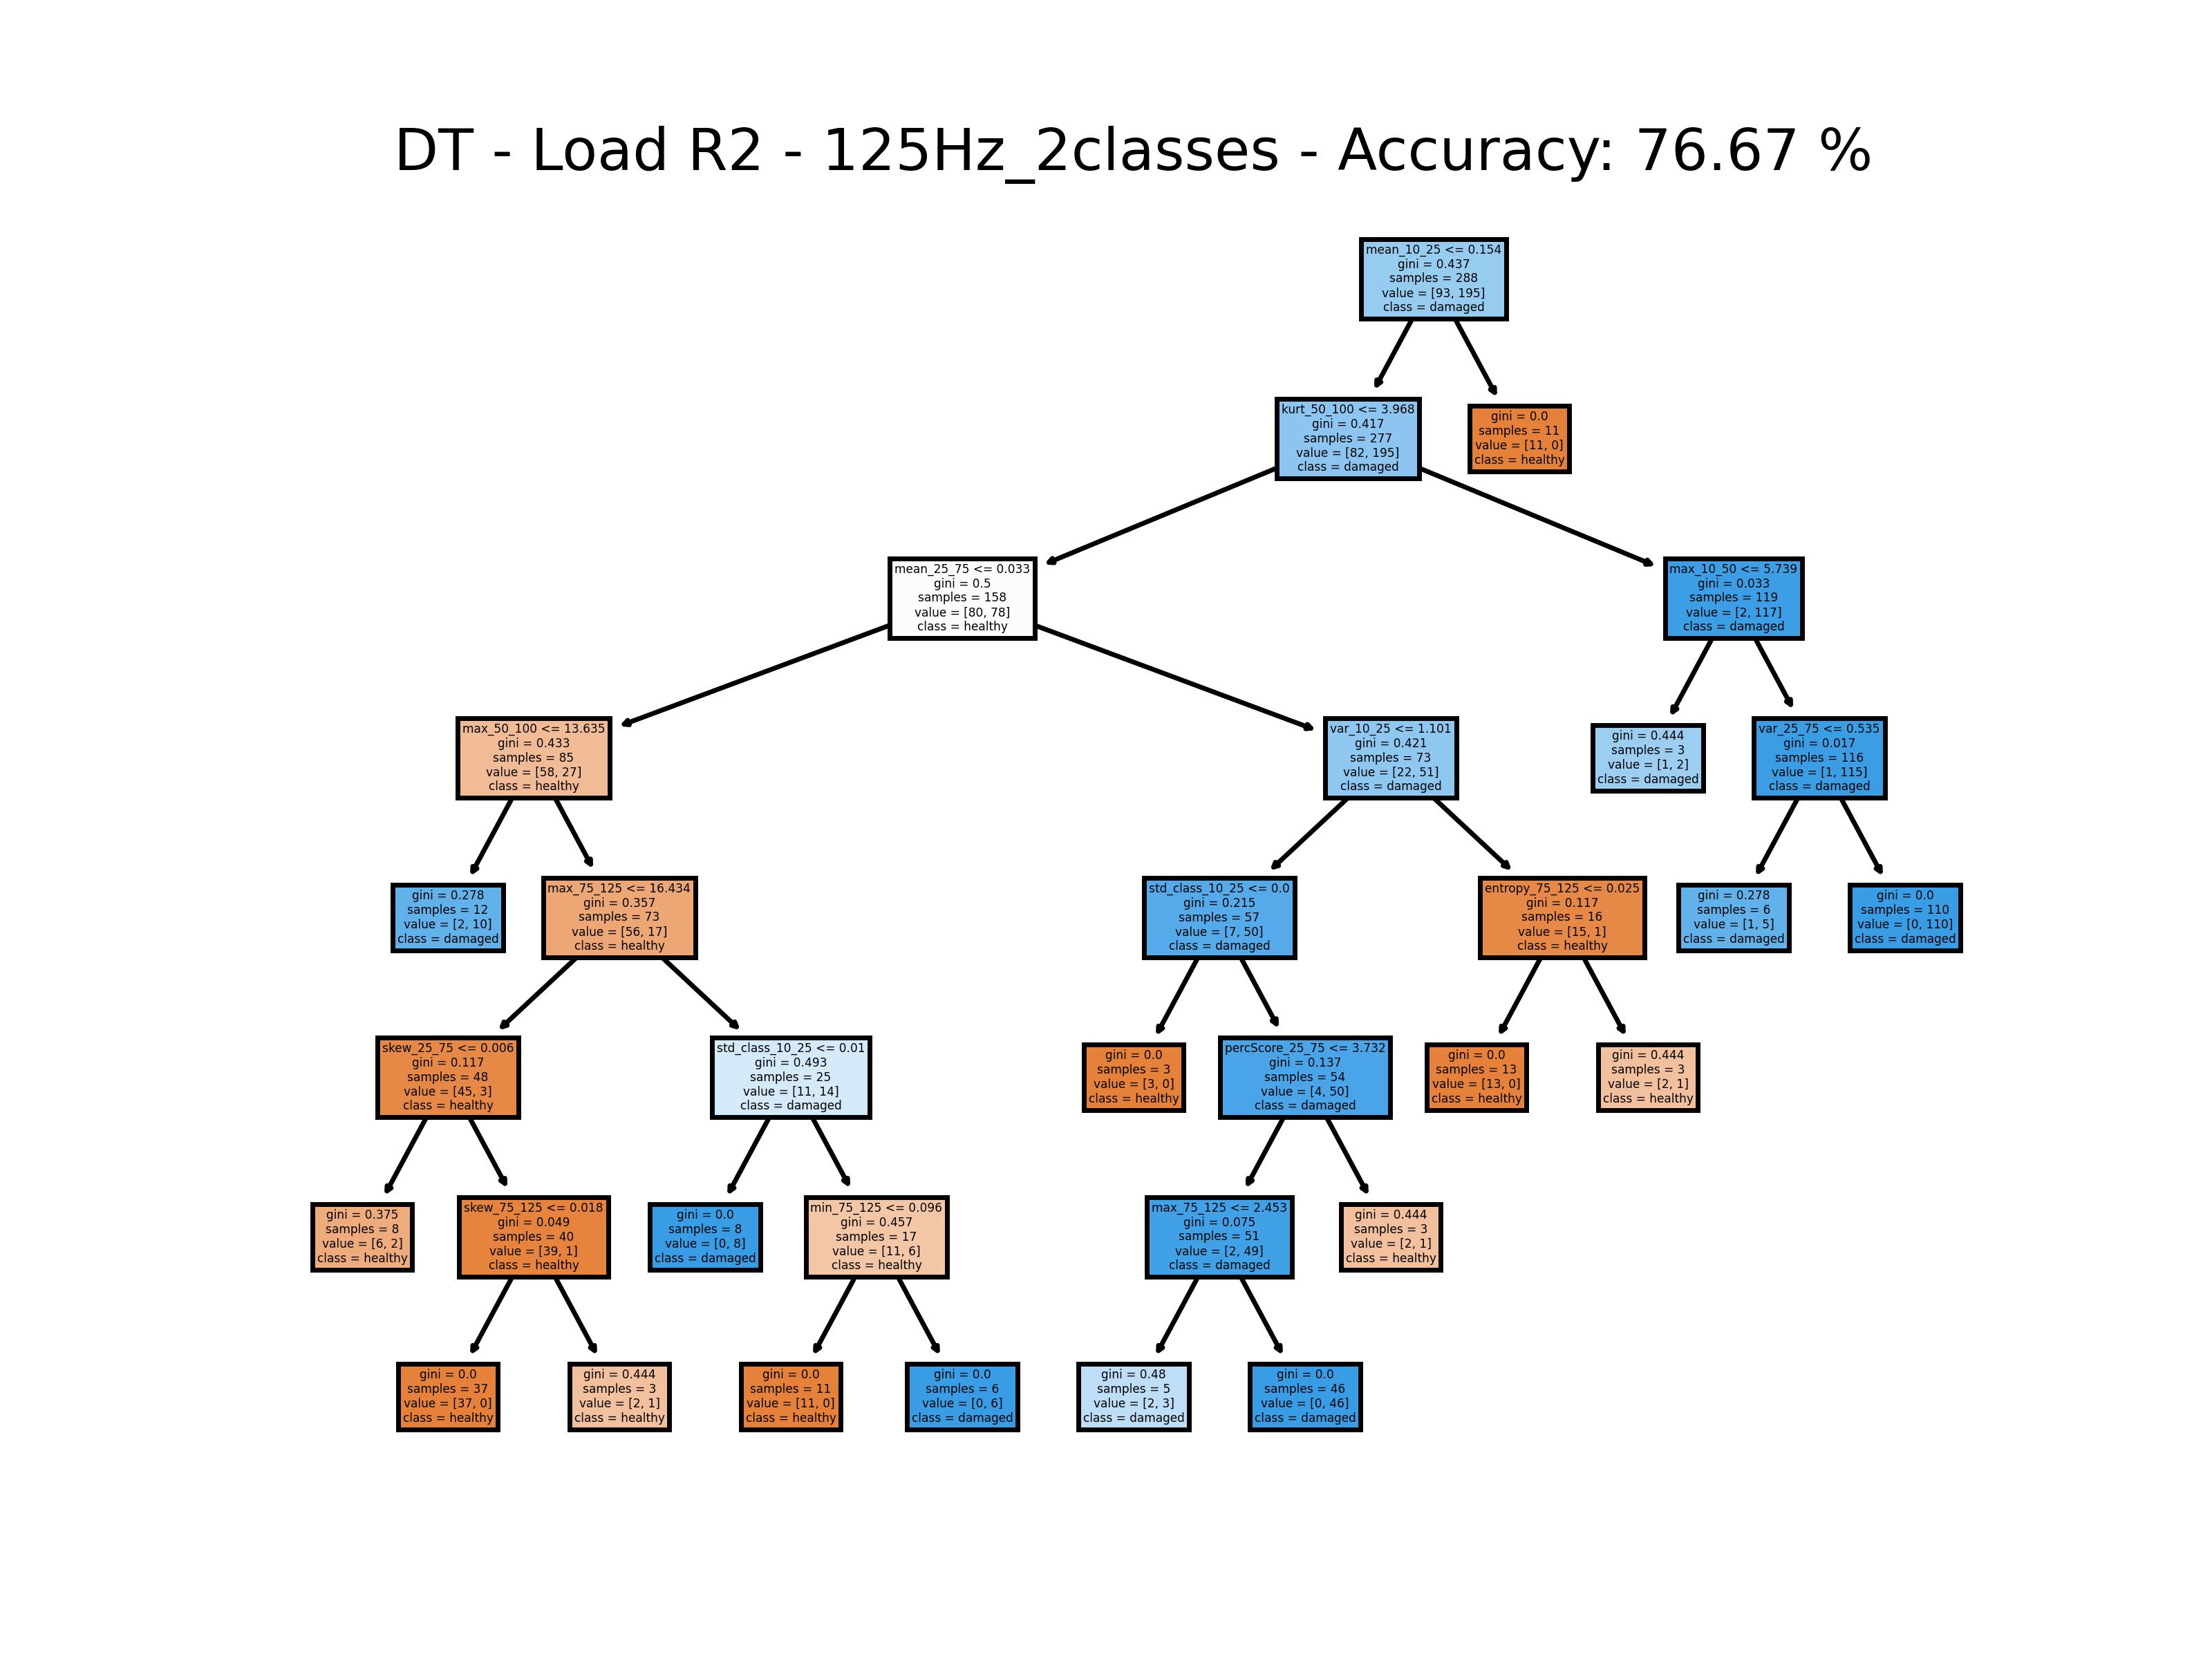 DT - Load R2 - 125Hz_2classes - Accuracy: 76.67 %
mean_10_25 <= 0.154
gini = 0.437
samples = 288
value = [93, 195]
class = damaged
kurt_50_100 <= 3.968
gini = 0.417
samples = 277
value = [82, 195]
class = damaged
gini = 0.0
samples = 11
value = [11, 0]
class = healthy
mean_25_75 <= 0.033
gini = 0.5
samples = 158
value = [80, 78]
class = healthy
max_10_50 <= 5.739
gini = 0.033
samples = 119
value = [2, 117]
class = damaged
max_50_100 <= 13.635
gini = 0.433
samples = 85
value = [58, 27]
class = healthy
var_10_25 <= 1.101
gini = 0.421
samples = 73
value = [22, 51]
class = damaged
gini = 0.444
samples = 3
value = [1, 2]
class = damaged
var_25_75 <= 0.535
gini = 0.017
samples = 116
value = [1, 115]
class = damaged
gini = 0.278
samples = 12
value = [2, 10]
class = damaged
max_75_125 <= 16.434
gini = 0.357
samples = 73
value = [56, 17]
class = healthy
std_class_10_25 <= 0.0
gini = 0.215
samples = 57
value = [7, 50]
class = damaged
entropy_75_125 <= 0.025
gini = 0.117
samples = 16
value = [15, 1]
class = healthy
gini = 0.278
samples = 6
value = [1, 5]
class = damaged
gini = 0.0
samples = 110
value = [0, 110]
class = damaged
skew_25_75 <= 0.006
gini = 0.117
samples = 48
value = [45, 3]
class = healthy
std_class_10_25 <= 0.01
gini = 0.493
samples = 25
value = [11, 14]
class = damaged
gini = 0.0
samples = 3
value = [3, 0]
class = healthy
percScore_25_75 <= 3.732
gini = 0.137
samples = 54
value = [4, 50]
class = damaged
gini = 0.0
samples = 13
value = [13, 0]
class = healthy
gini = 0.444
samples = 3
value = [2, 1]
class = healthy
gini = 0.375
samples = 8
value = [6, 2]
class = healthy
skew_75_125 <= 0.018
gini = 0.049
samples = 40
value = [39, 1]
class = healthy
gini = 0.0
samples = 8
value = [0, 8]
class = damaged
min_75_125 <= 0.096
gini = 0.457
samples = 17
value = [11, 6]
class = healthy
max_75_125 <= 2.453
gini = 0.075
samples = 51
value = [2, 49]
class = damaged
gini = 0.444
samples = 3
value = [2, 1]
class = healthy
gini = 0.0
samples = 37
value = [37, 0]
class = healthy
gini = 0.444
samples = 3
value = [2, 1]
class = healthy
gini = 0.0
samples = 11
value = [11, 0]
class = healthy
gini = 0.0
samples = 6
value = [0, 6]
class = damaged
gini = 0.48
samples = 5
value = [2, 3]
class = damaged
gini = 0.0
samples = 46
value = [0, 46]
class = damaged